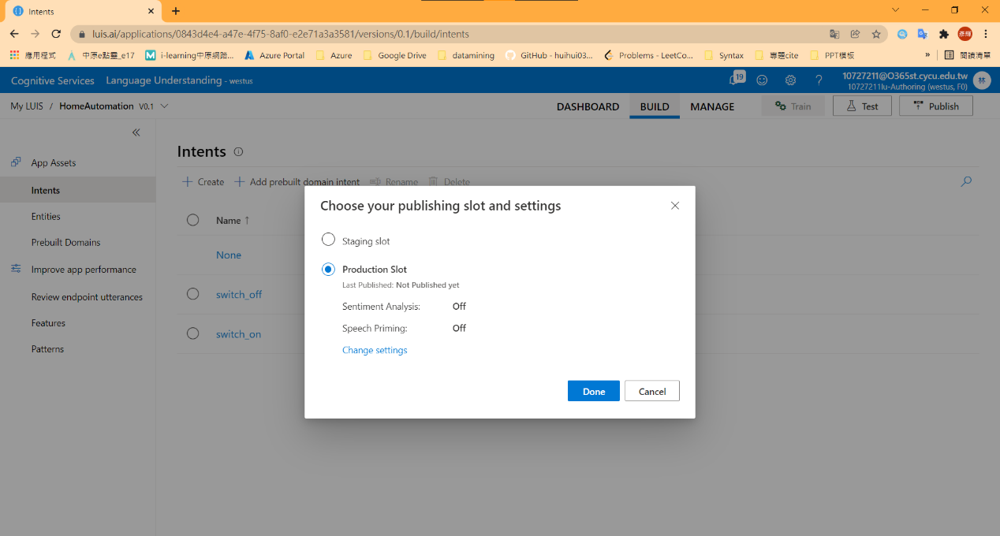 Intents
luis.ai/applications/0843d4e4-a47e-4f75-8af0-e2e71a3a3581/versions/0.1/build/intents
應用程式 中原e點靈_e17 i-learning中原網路... Azure Portal Azure Google Drive datamining GitHub - huihui03... Problems - LeetCo... Syntax 專題cite PPT模板 » 閱讀清單
Cognitive Services Language Understanding - westus 19 10727211@O365st.cycu.edu.tw 林
10727211lu-Authoring (westus, F0)
My LUIS / HomeAutomation V0.1 DASHBOARD BUILD MANAGE Train Test Publish
Intents
App Assets
Intents
Entities
Prebuilt Domains
Improve app performance
Review endpoint utterances
Features
Patterns
Create Add prebuilt domain intent Rename Delete
Name ↑
None
switch_off
switch_on
Choose your publishing slot and settings
Staging slot
Production Slot
Last Published: Not Published yet
Sentiment Analysis: Off
Speech Priming: Off
Change settings
Done Cancel